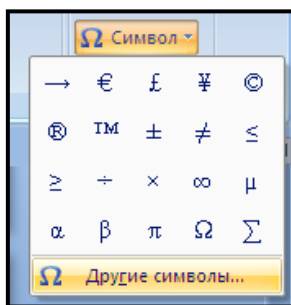 Ω Символ
→ € £ ¥ ©
® ™ ± ≠ ≤
≥ ÷ × ∞ µ
α β π Ω ∑
Ω Другие символы...